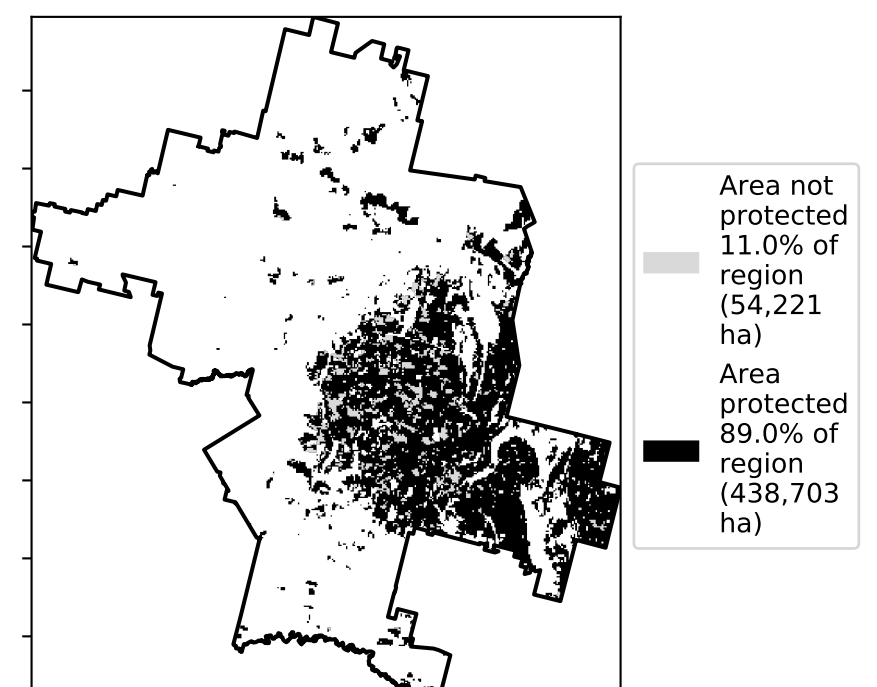 Area not
protected
11.0% of
region
(54,221
ha)
Area
protected
89.0% of
region
(438,703
ha)